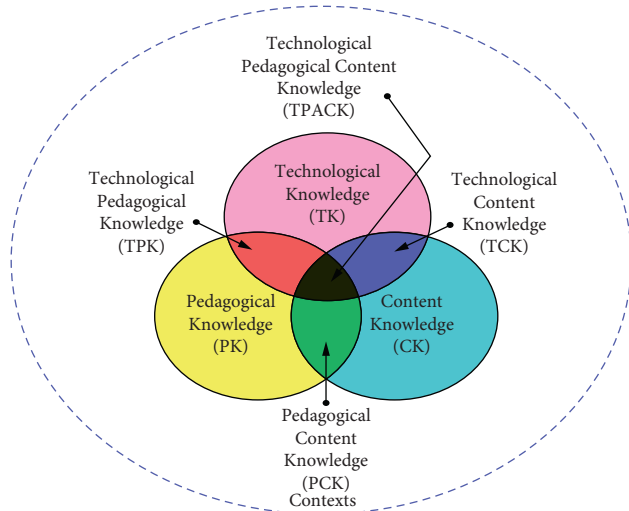 Technological
Pedagogical Content
Knowledge
(TPACK)
Technological
Knowledge
(TK)
Technological
Pedagogical
Knowledge
(TPK)
Technological
Content
Knowledge
(TCK)
Pedagogical
Knowledge
(PK)
Content
Knowledge
(CK)
Pedagogical
Content
Knowledge
(PCK)
Contexts